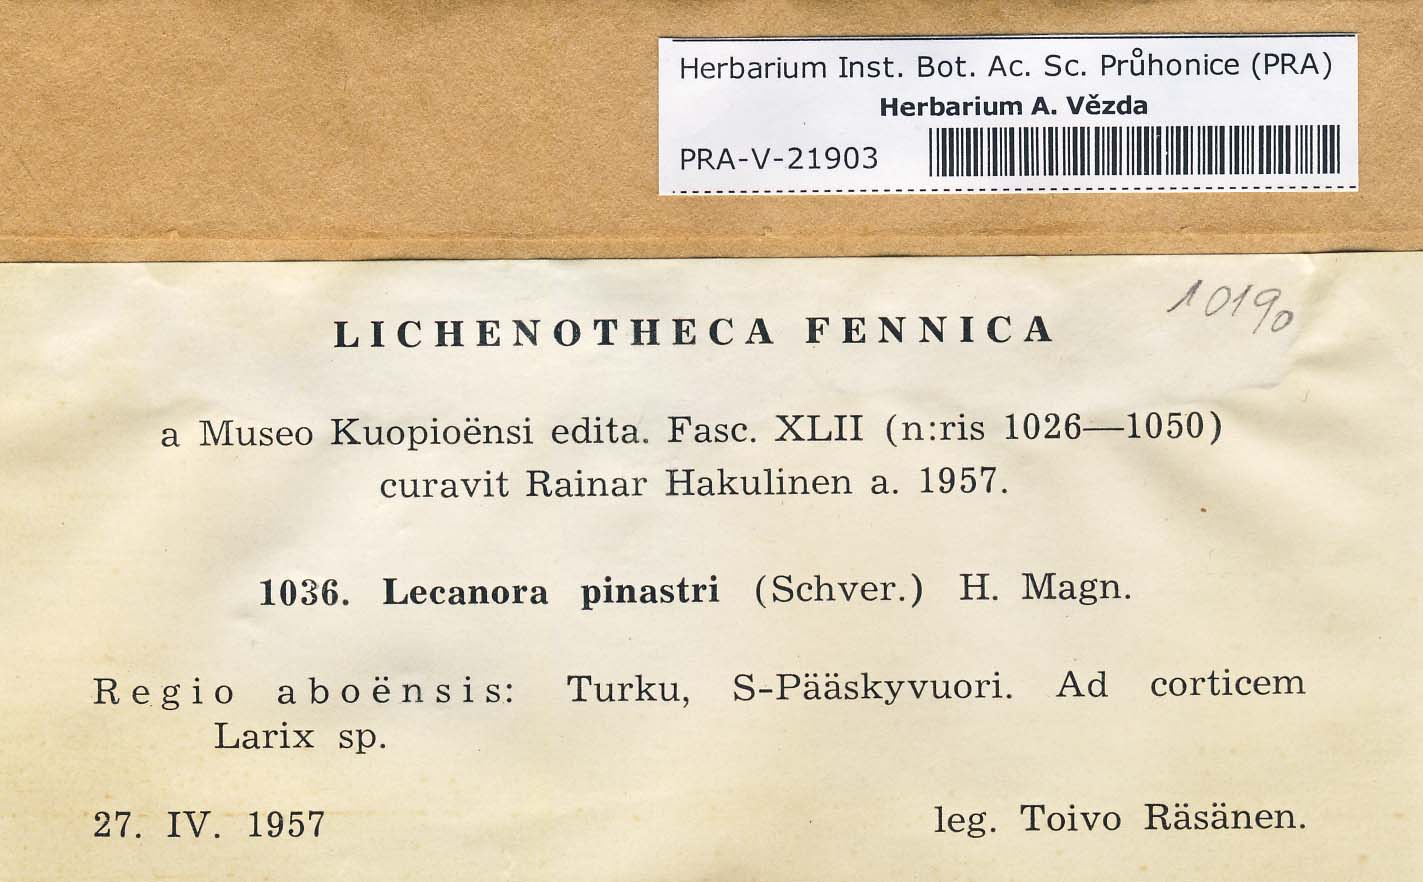 Herbarium Inst. Bot. Ac. Sc. Průhonice (PRA)
Herbarium A. Vězda
PRA-V-21903
10190
LICHENOTHECA FENNICA
a Museo Kuopioënsi edita. Fasc. XLII (n:ris 1026—1050)
curavit Rainar Hakulinen a. 1957.
1036. Lecanora pinastri (Schver.) H. Magn.
Regio aboënsis: Turku, S-Pääskyvuori. Ad corticem
Larix sp.
27. IV. 1957 leg. Toivo Räsänen.